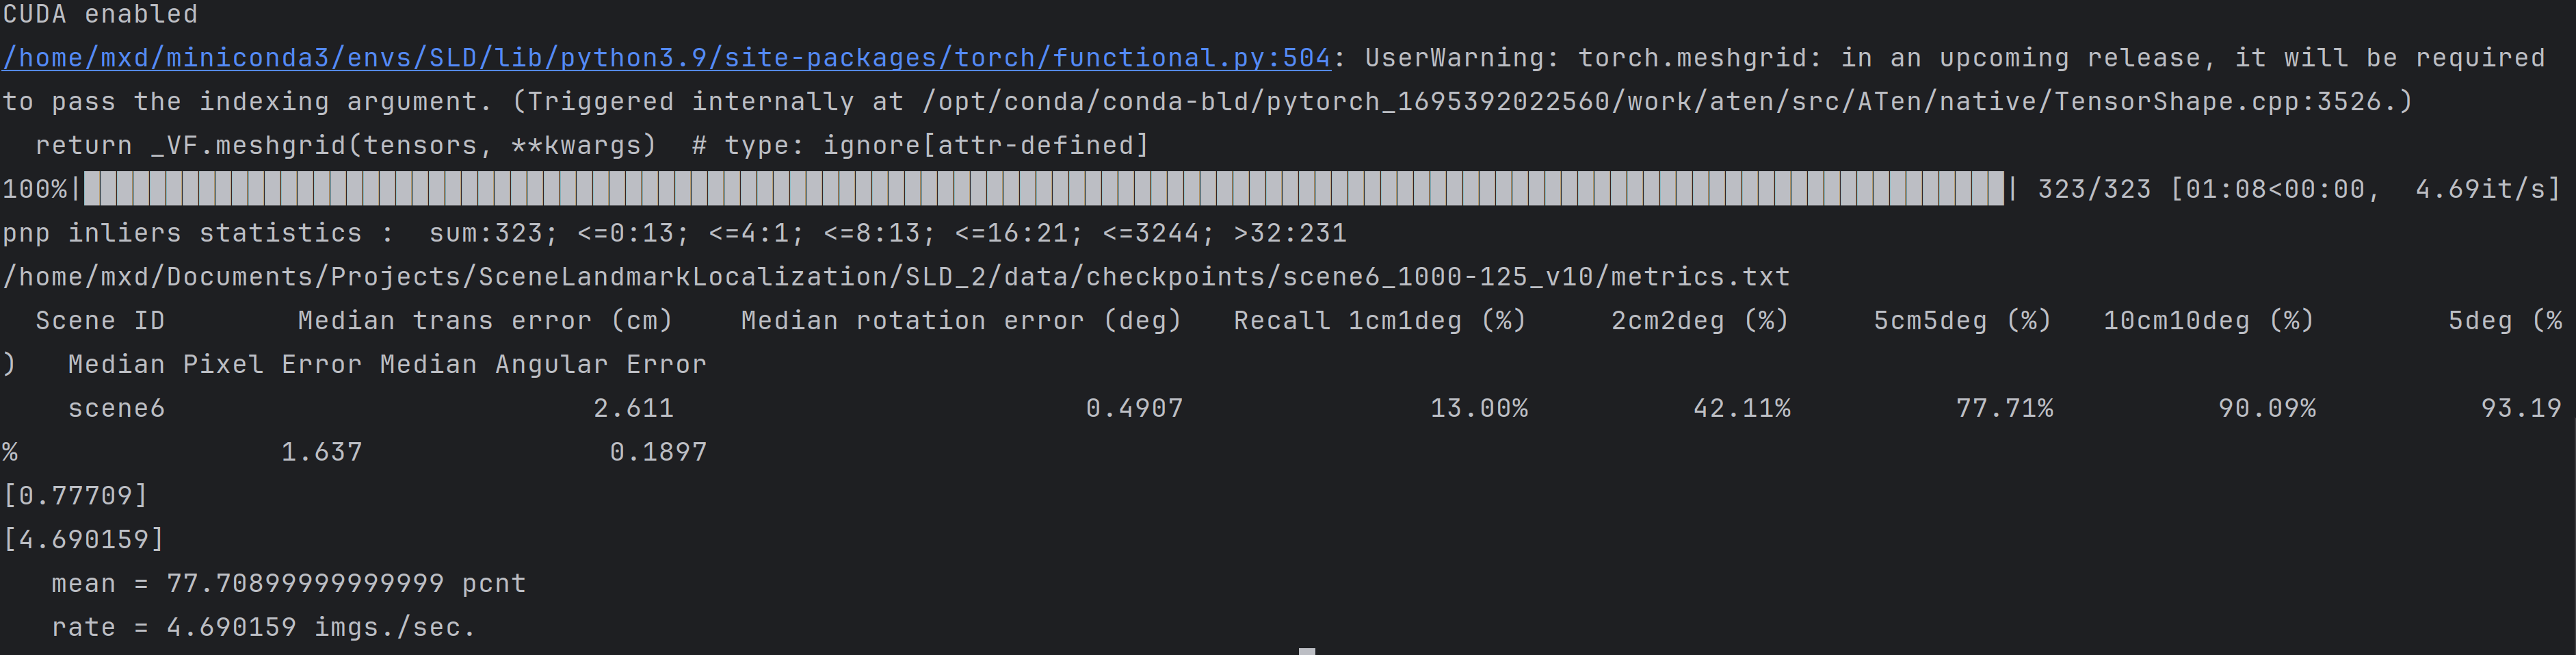 CUDA enabled
/home/mxd/miniconda3/envs/SLD/lib/python3.9/site-packages/torch/functional.py:504: UserWarning: torch.meshgrid: in an upcoming release, it will be required
to pass the indexing argument. (Triggered internally at /opt/conda/conda-bld/pytorch_1695392022560/work/aten/src/ATen/native/TensorShape.cpp:3526.)
  return _VF.meshgrid(tensors, **kwargs)  # type: ignore[attr-defined]
100%|██████████| 323/323 [01:08<00:00,  4.69it/s]
pnp inliers statistics :  sum:323; <=0:13; <=4:1; <=8:13; <=16:21; <=3244; >32:231
/home/mxd/Documents/Projects/SceneLandmarkLocalization/SLD_2/data/checkpoints/scene6_1000-125_v10/metrics.txt
  Scene ID        Median trans error (cm)    Median rotation error (deg)   Recall 1cm1deg (%)     2cm2deg (%)     5cm5deg (%)   10cm10deg (%)        5deg (%
)   Median Pixel Error Median Angular Error
    scene6                          2.611                         0.4907               13.00%          42.11%          77.71%          90.09%          93.19
%                1.637               0.1897
[0.77709]
[4.690159]
   mean = 77.70899999999999 pcnt
   rate = 4.690159 imgs./sec.